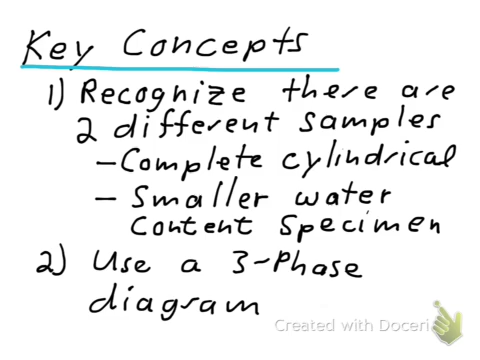 Key Concepts
1) Recognize there are
2 different samples
- Complete cylindrical
- Smaller water
content specimen
2) Use a 3-Phase
diagram
Created with Doceri